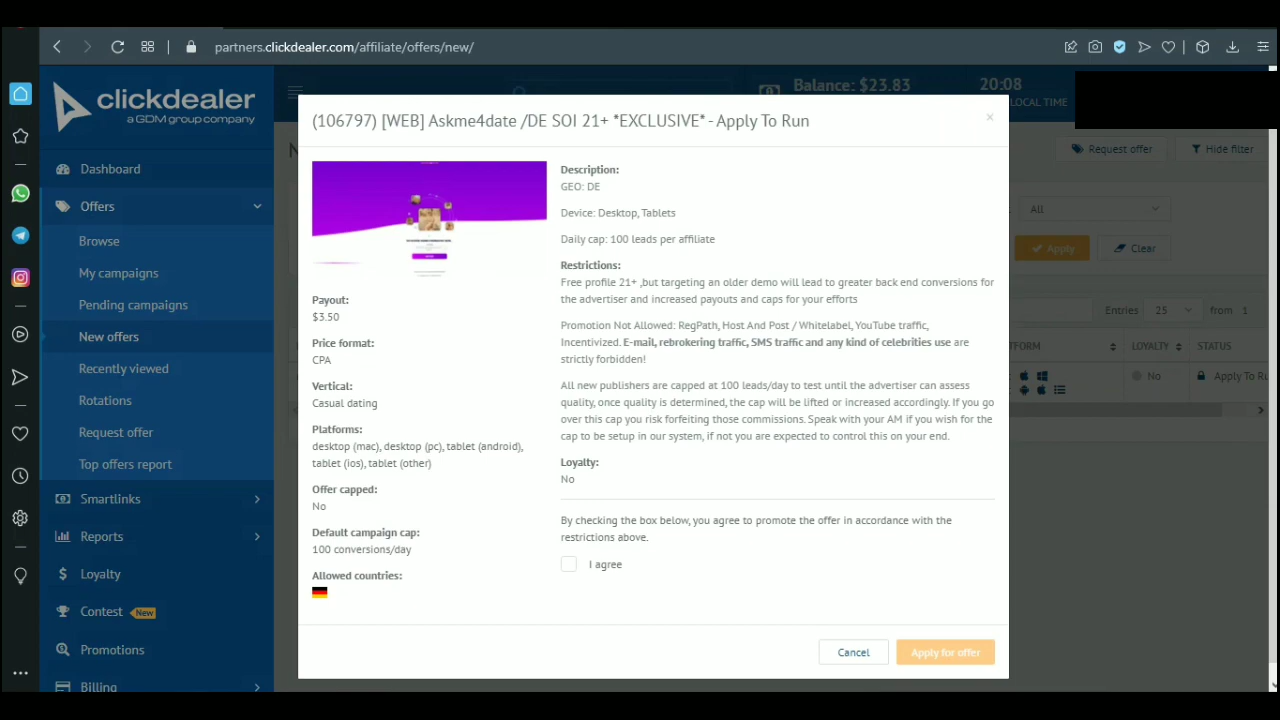 partners.clickdealer.com/affiliate/offers/new/
clickdealer
a GDM group company
Balance: $23.83
20:08
LOCAL TIME
Dashboard
Offers
Browse
My campaigns
Pending campaigns
New offers
Recently viewed
Rotations
Request offer
Top offers report
Smartlinks
Reports
Loyalty
Contest New
Promotions
Billing
(106797) [WEB] Askme4date /DE SOI 21+ *EXCLUSIVE* - Apply To Run
×
Payout:
$3.50
Price format:
CPA
Vertical:
Casual dating
Platforms:
desktop (mac), desktop (pc), tablet (android),
tablet (ios), tablet (other)
Offer capped:
No
Default campaign cap:
100 conversions/day
Allowed countries:
Description:
GEO: DE
Device: Desktop, Tablets
Daily cap: 100 leads per affiliate
Restrictions:
Free profile 21+ ,but targeting an older demo will lead to greater back end conversions for
the advertiser and increased payouts and caps for your efforts
Promotion Not Allowed: RegPath, Host And Post / Whitelabel, YouTube traffic,
Incentivized. E-mail, rebrokering traffic, SMS traffic and any kind of celebrities use are
strictly forbidden!
All new publishers are capped at 100 leads/day to test until the advertiser can assess
quality, once quality is determined, the cap will be lifted or increased accordingly. If you go
over this cap you risk forfeiting those commissions. Speak with your AM if you wish for the
cap to be setup in our system, if not you are expected to control this on your end.
Loyalty:
No
By checking the box below, you agree to promote the offer in accordance with the
restrictions above.
I agree
Cancel
Apply for offer
N
Request offer
Hide filter
All
Apply
Clear
Entries
25
from 1
TFORM
LOYALTY
STATUS
No
Apply To Ru